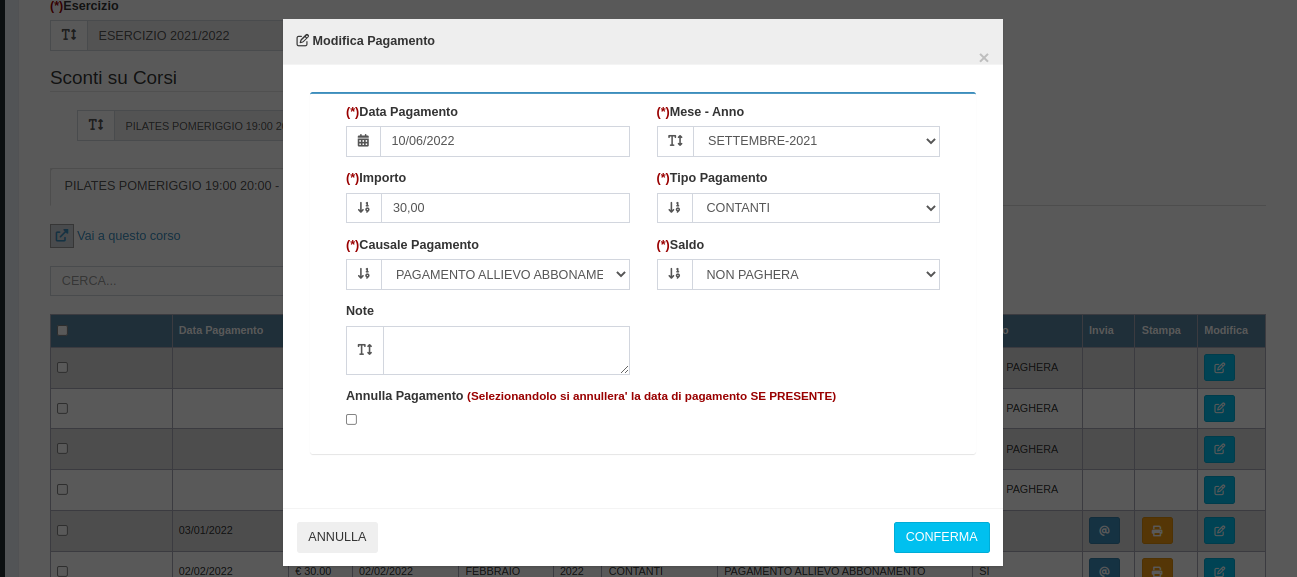 (*)Esercizio
ESERCIZIO 2021/2022
Sconti su Corsi
PILATES POMERIGGIO 19:00 2
PILATES POMERIGGIO 19:00 20:00 -
Vai a questo corso
CERCA...
Modifica Pagamento
×
(*)Data Pagamento
10/06/2022
(*)Mese - Anno
SETTEMBRE-2021
(*)Importo
30,00
(*)Tipo Pagamento
CONTANTI
(*)Causale Pagamento
PAGAMENTO ALLIEVO ABBONAME
(*)Saldo
NON PAGHERA
Note
Annulla Pagamento (Selezionandolo si annullera' la data di pagamento SE PRESENTE)
ANNULLA
CONFERMA
Data Pagamento o Invia Stampa Modifica
PAGHERA
PAGHERA
PAGHERA
PAGHERA
03/01/2022 @
02/02/2022 € 30.00 02/02/2022 FEBBRAIO 2022 CONTANTI PAGAMENTO ALLIEVO ABBONAMENTO SI @